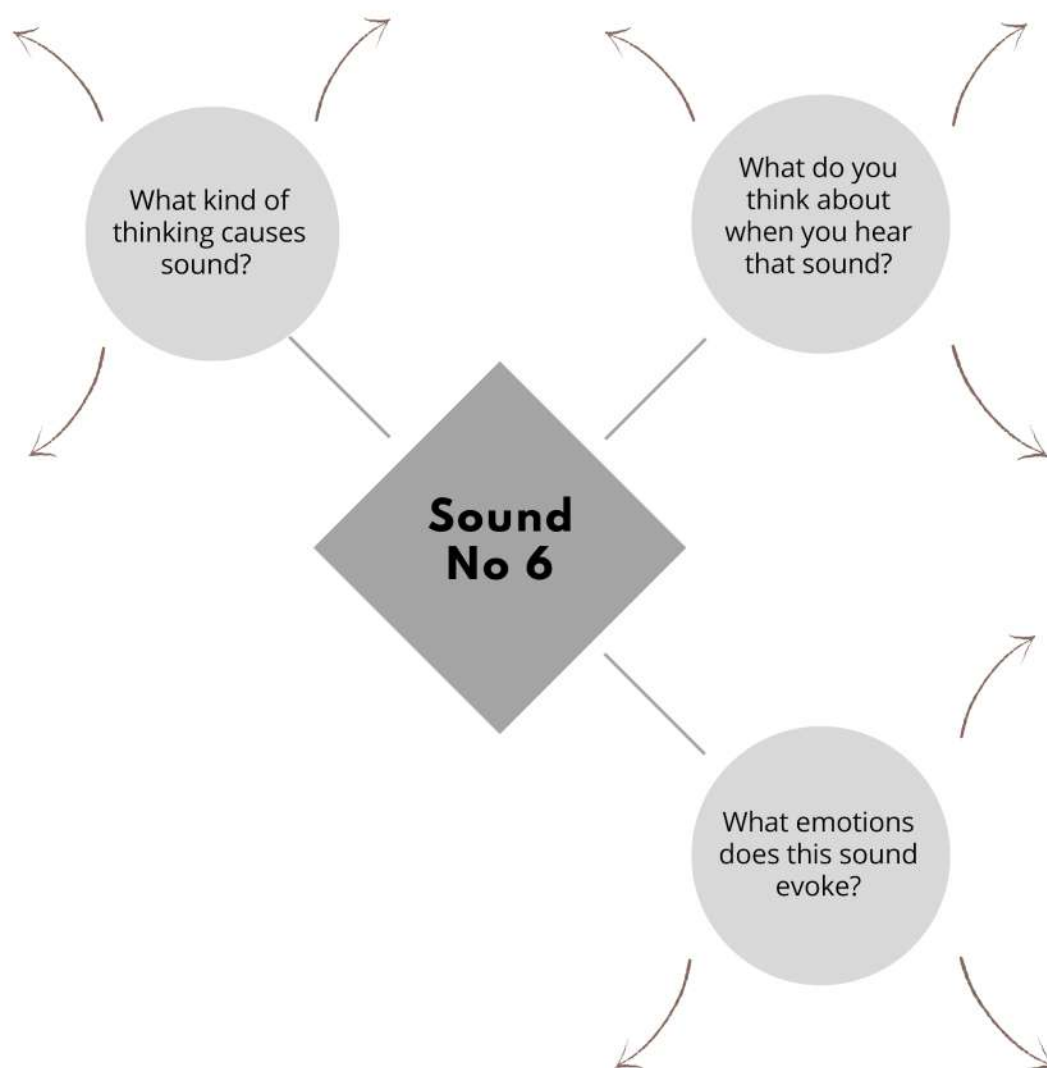 What kind of
thinking causes
sound?
What do you
think about
when you hear
that sound?
Sound
No 6
What emotions
does this sound
evoke?